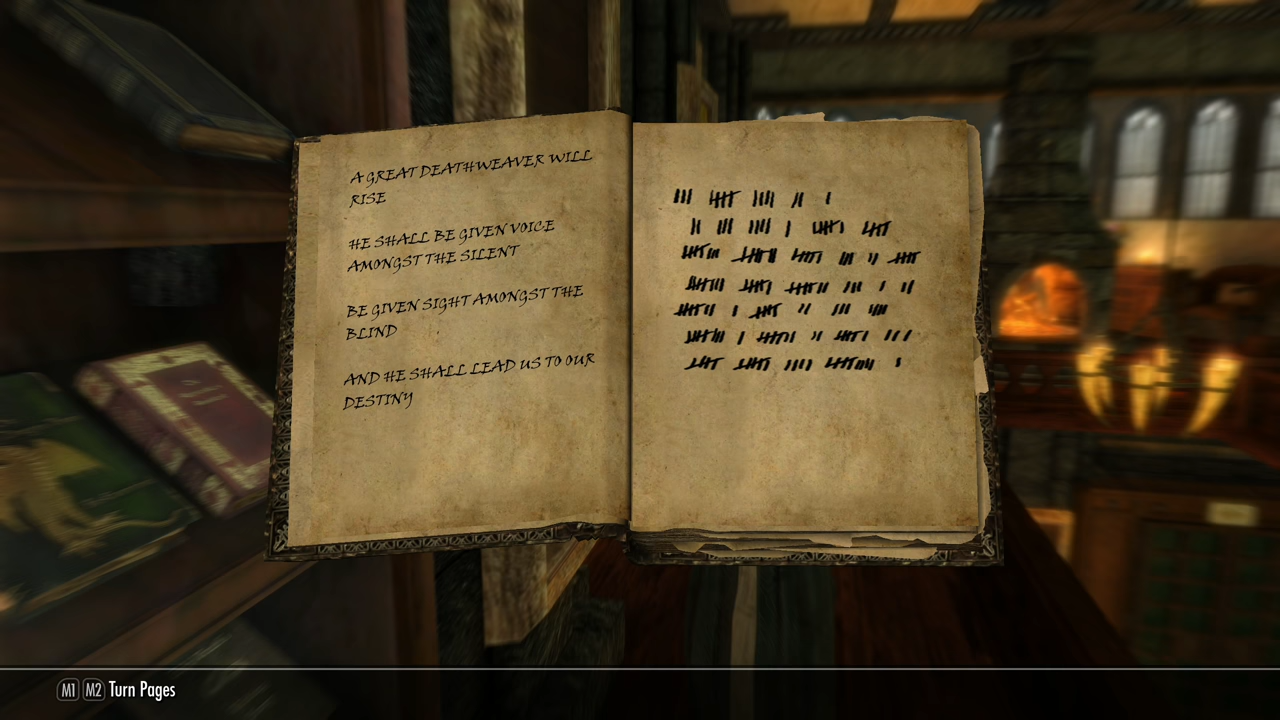 A GREAT DEATHWEAVER WILL
RISE
HE SHALL BE GIVEN VOICE
AMONGST THE SILENT
BE GIVEN SIGHT AMONGST THE
BLIND
AND HE SHALL LEAD US TO OUR
DESTINY
M1 M2 Turn Pages